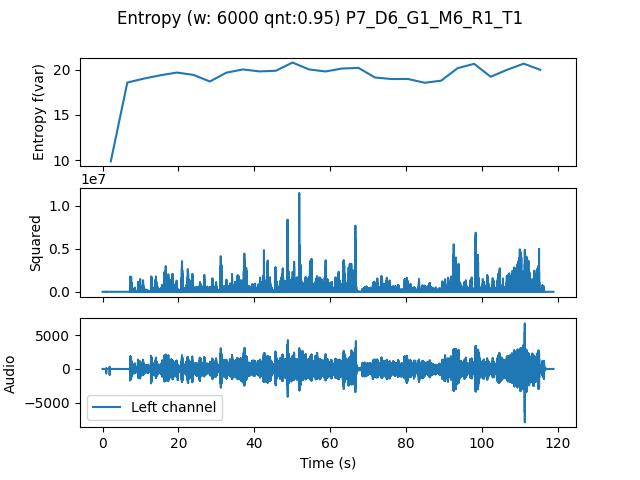 Entropy (w: 6000 qnt:0.95) P7_D6_G1_M6_R1_T1
Entropy f(var)
20
15
10
1e7
Squared
1.0
0.5
0.0
Audio
5000
0
−5000
Left channel
0 20 40 60 80 100 120
Time (s)